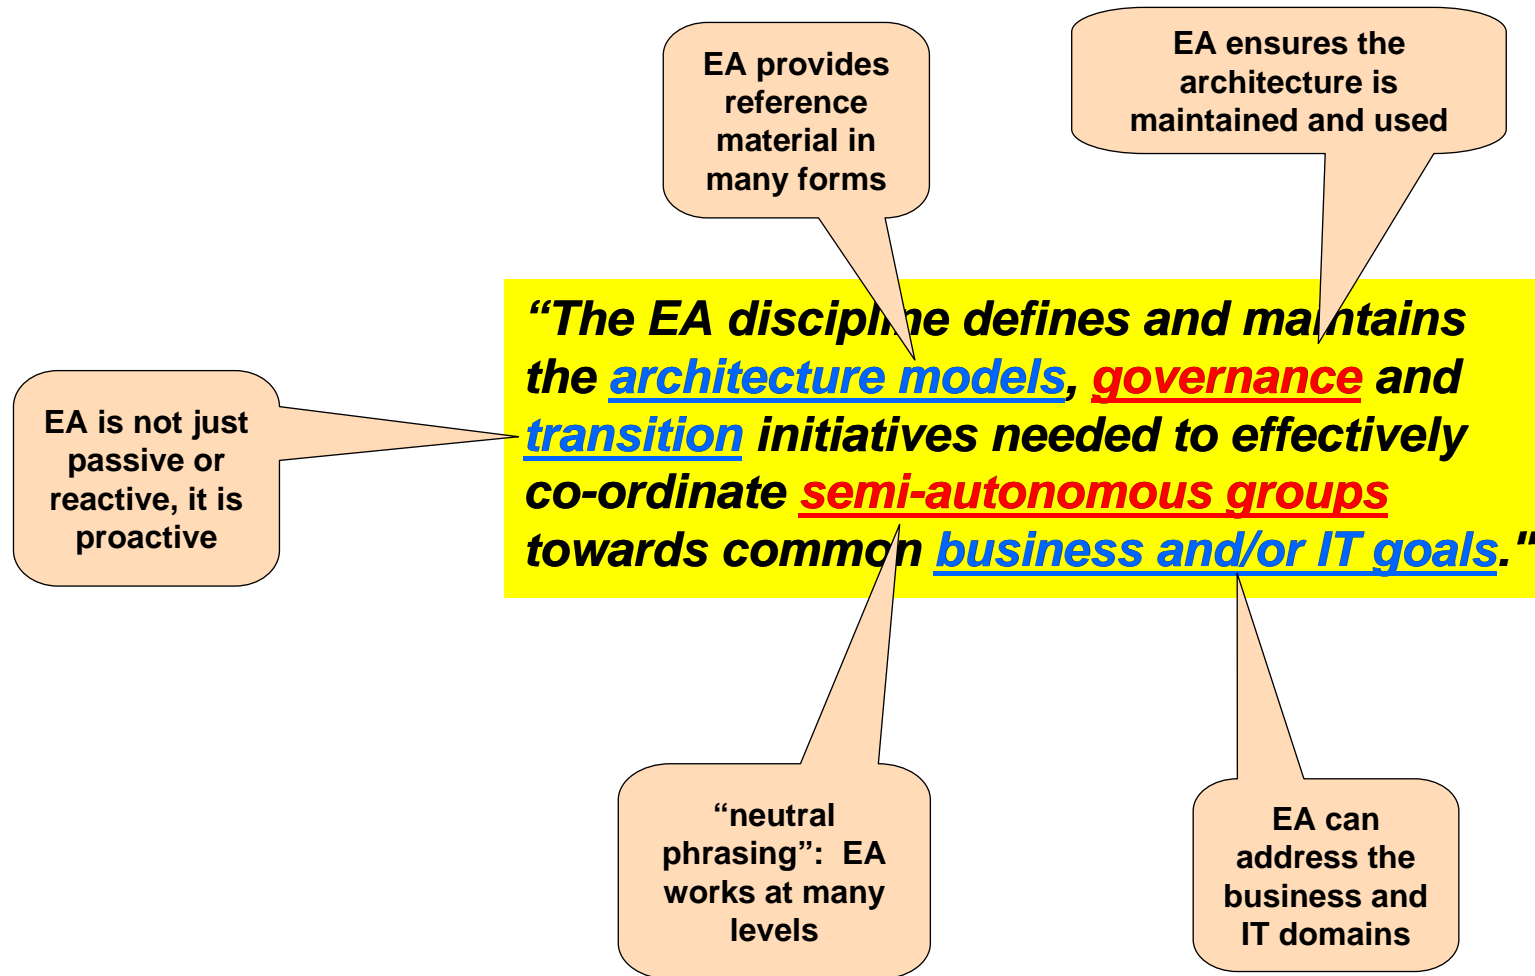 EA provides
reference
material in
many forms
EA ensures the
architecture is
maintained and used
“The EA discipline defines and maintains
the architecture models, governance and
transition initiatives needed to effectively
co-ordinate semi-autonomous groups
towards common business and/or IT goals."
EA is not just
passive or
reactive, it is
proactive
“neutral
phrasing”: EA
works at many
levels
EA can
address the
business and
IT domains